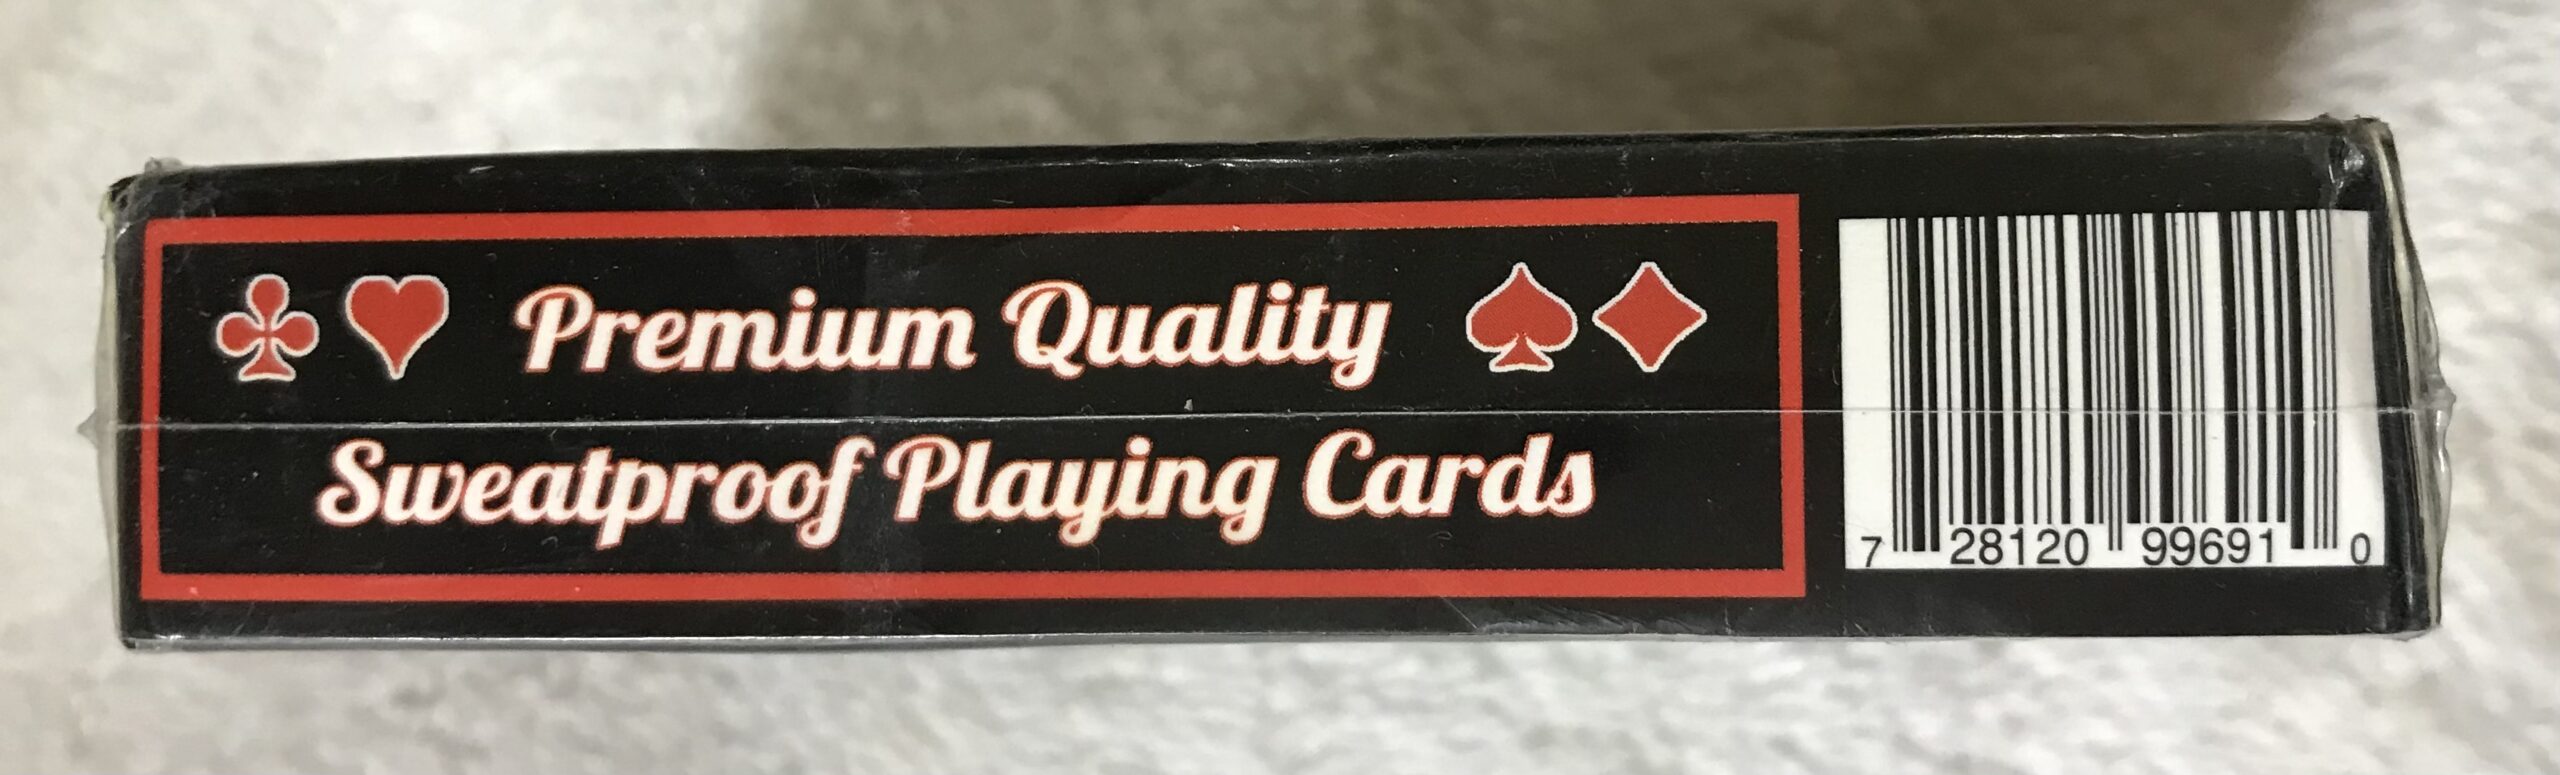 Premium Quality
Sweatproof Playing Cards
7 28120 99691 0